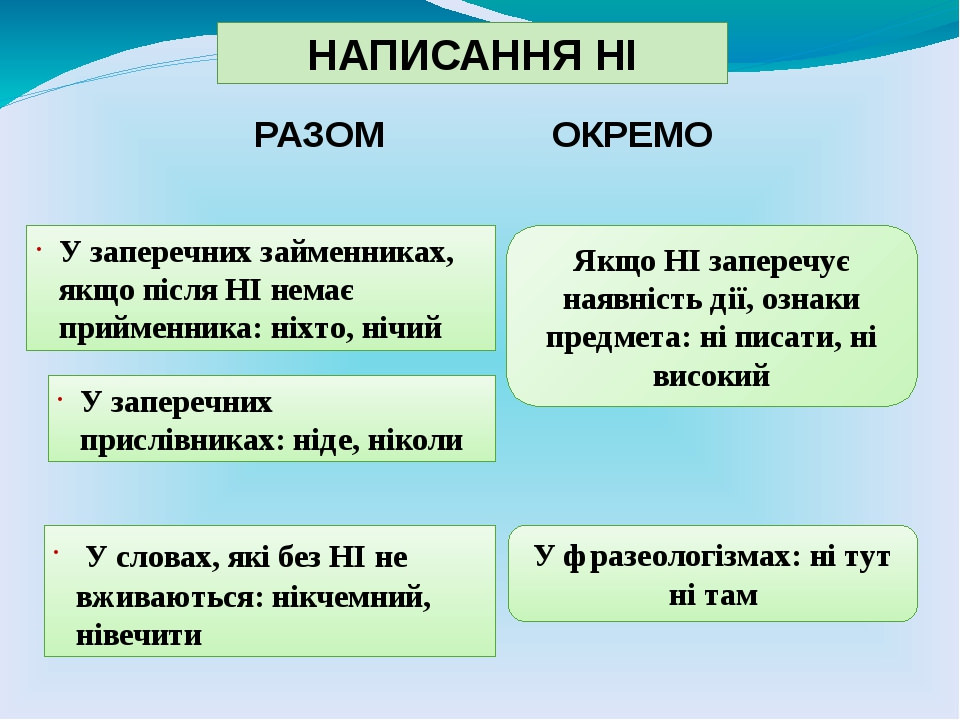 НАПИСАННЯ НІ
РАЗОМ
ОКРЕМО
У заперечних займенниках,
якщо після НІ немає
прийменника: ніхто, нічий
Якщо НІ заперечує
наявність дії, ознаки
предмета: ні писати, ні
високий
У заперечних
прислівниках: ніде, ніколи
У словах, які без НІ не
вживаються: нікчемний,
нівечити
У фразеологізмах: ні тут
ні там